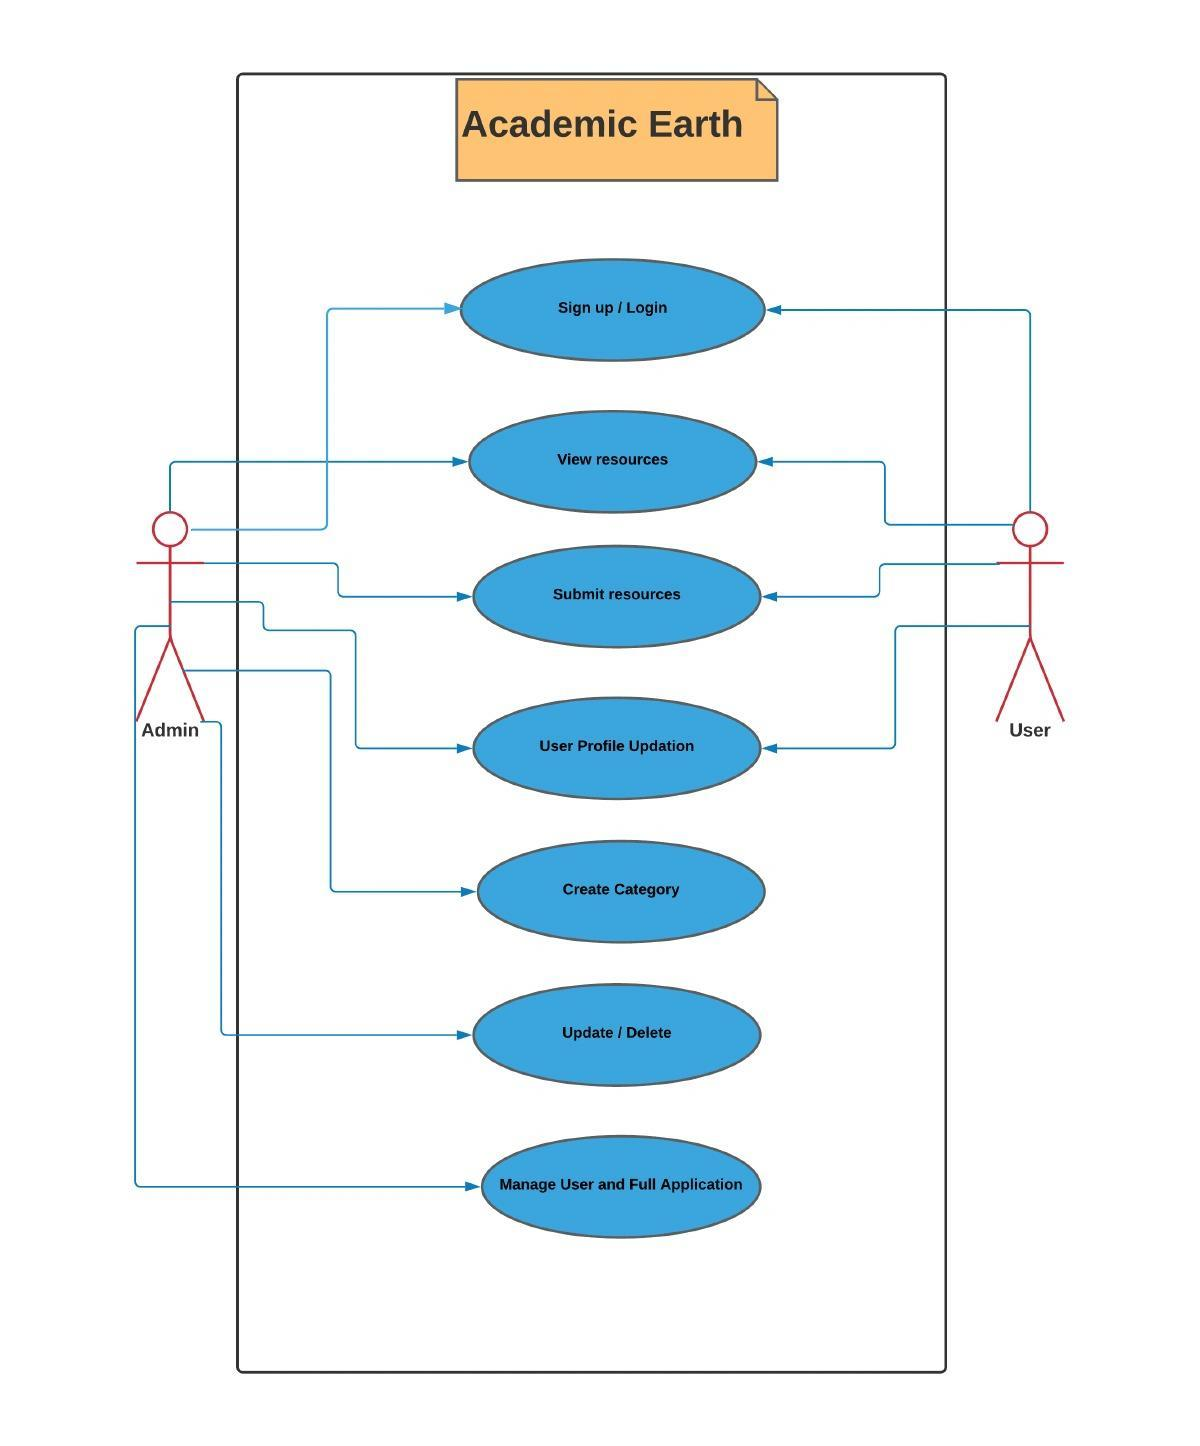 Academic Earth
Sign up / Login
View resources
Submit resources
Admin
User
User Profile Updation
Create Category
Update / Delete
Manage User and Full Application